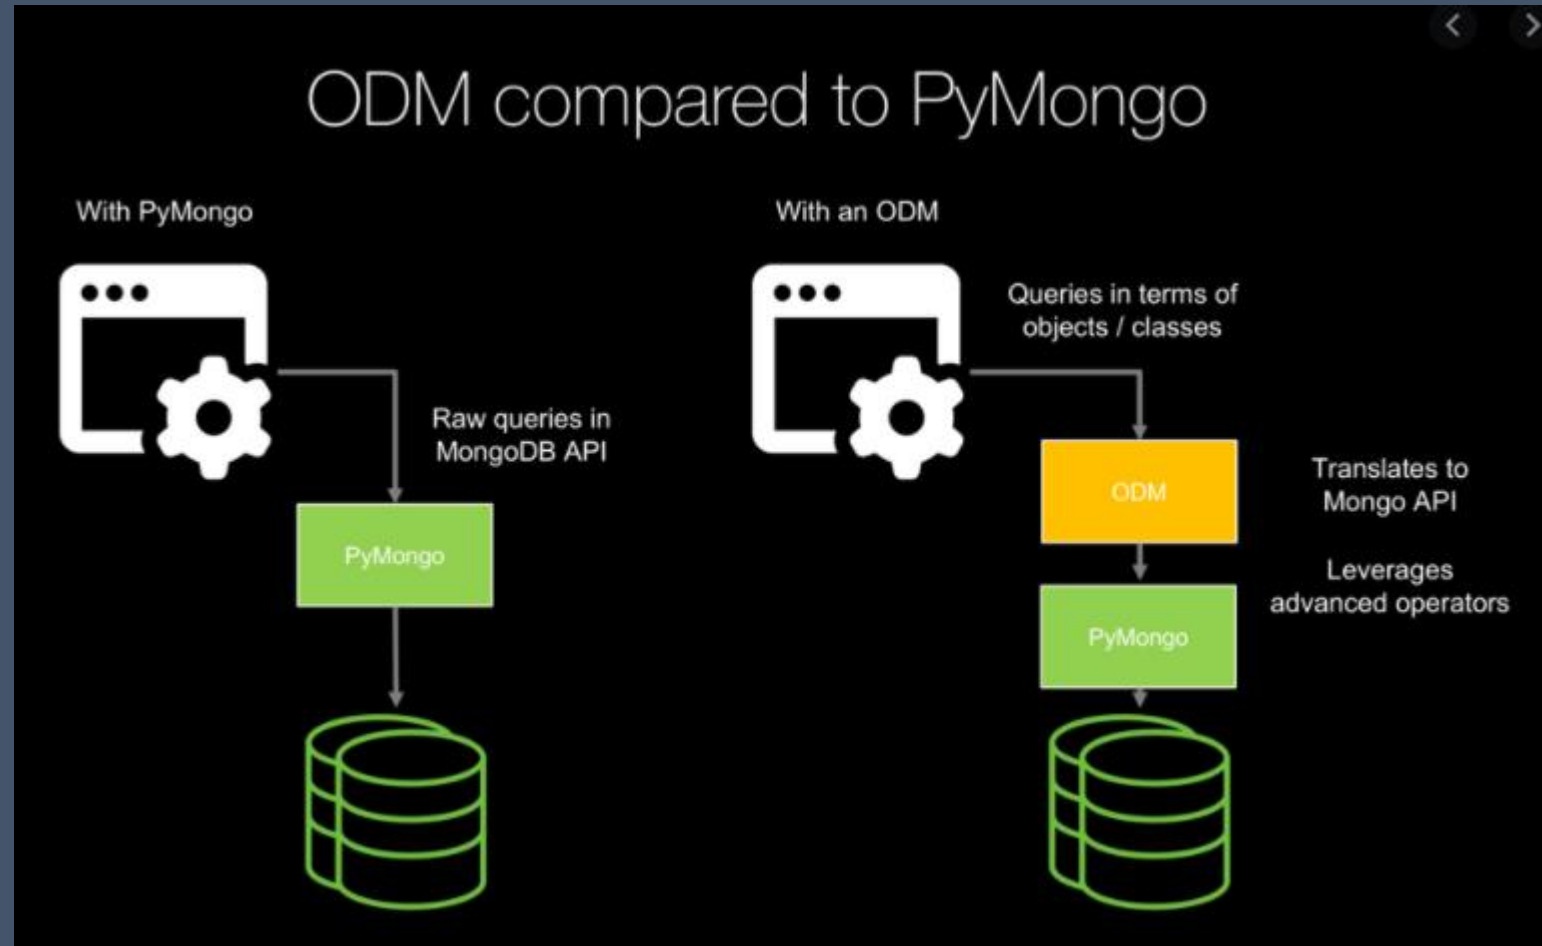 ODM compared to PyMongo
With PyMongo
Raw queries in
MongoDB API
PyMongo
With an ODM
Queries in terms of
objects / classes
ODM
Translates to
Mongo API
Leverages
advanced operators
PyMongo